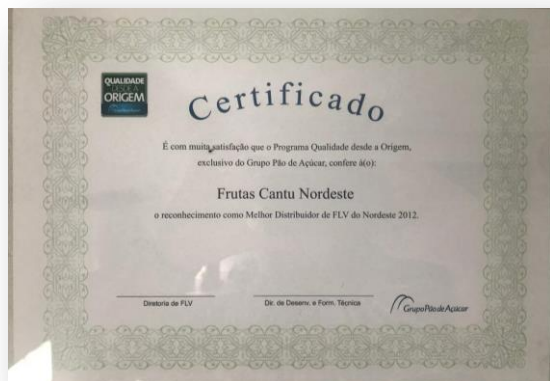 QUALIDADE
DESDE A
ORIGEM
Certificado
É com muita satisfação que o Programa Qualidade desde a Origem,
exclusivo do Grupo Pão de Açúcar, confere à(o):
Frutas Cantu Nordeste
o reconhecimento como Melhor Distribuidor de FLV do Nordeste 2012.
Diretoria de FLV
Dir. de Desenv. e Form. Técnica
Grupo Pão de Açúcar